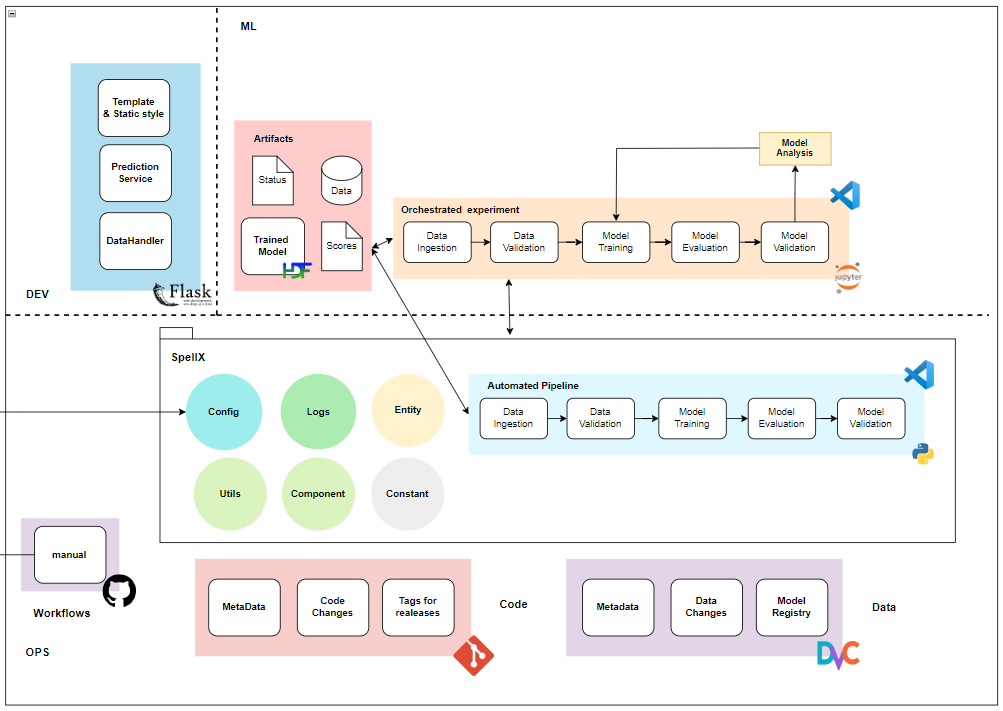 ML
Template
& Static style
Prediction
Service
DataHandler
Flask
DEV
Artifacts
Status
Data
Trained
Model
Scores
HDF
Model
Analysis
Orchestrated experiment
Data
Ingestion
Data
Validation
Model
Training
Model
Evaluation
Model
Validation
jupyter
SpellX
Config
Logs
Entity
Utils
Component
Constant
Automated Pipeline
Data
Ingestion
Data
Validation
Model
Training
Model
Evaluation
Model
Validation
manual
Workflows
OPS
MetaData
Code
Changes
Tags for
realeases
Code
Metadata
Data
Changes
Model
Registry
Data
DVC